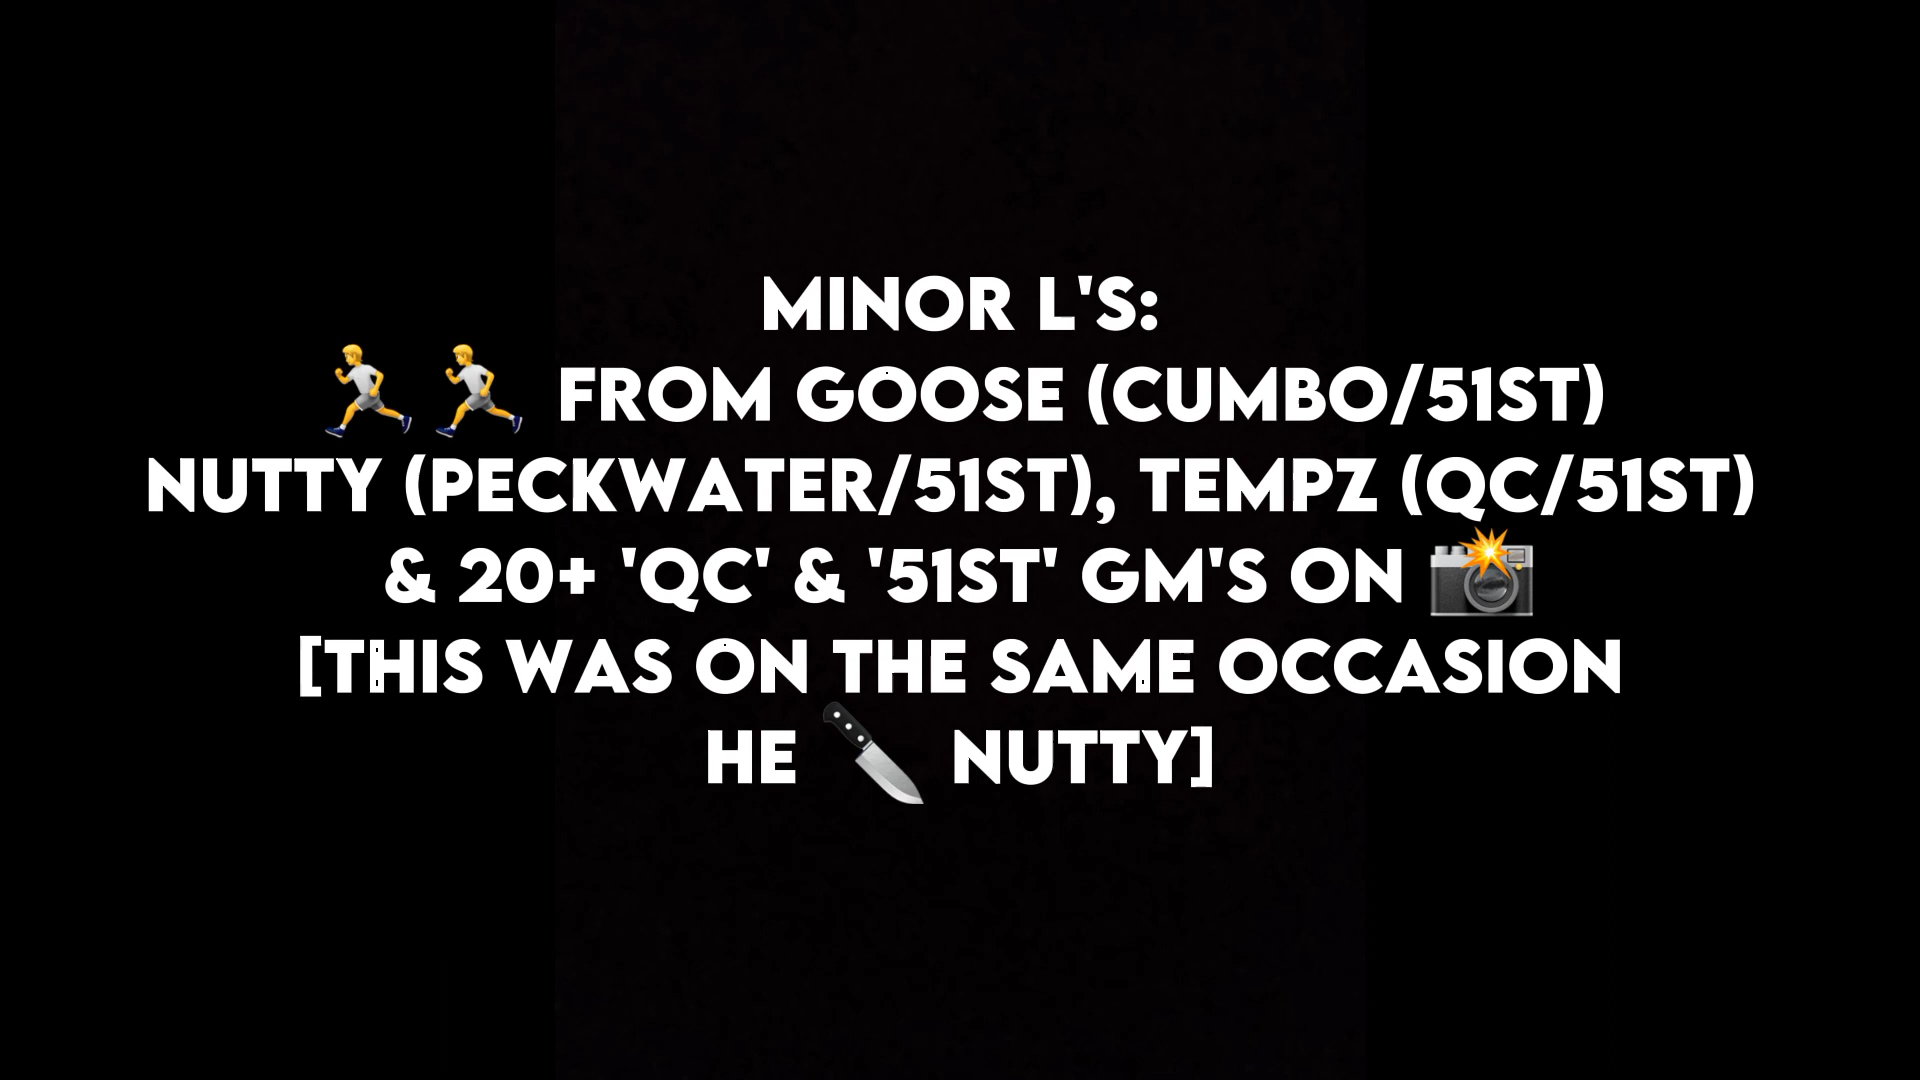 MINOR L'S:
🏃🏃 FROM GOOSE (CUMBO/51ST)
NUTTY (PECKWATER/51ST), TEMPZ (QC/51ST)
& 20+ 'QC' & '51ST' GM'S ON 📸
[THIS WAS ON THE SAME OCCASION
HE 🔪 NUTTY]